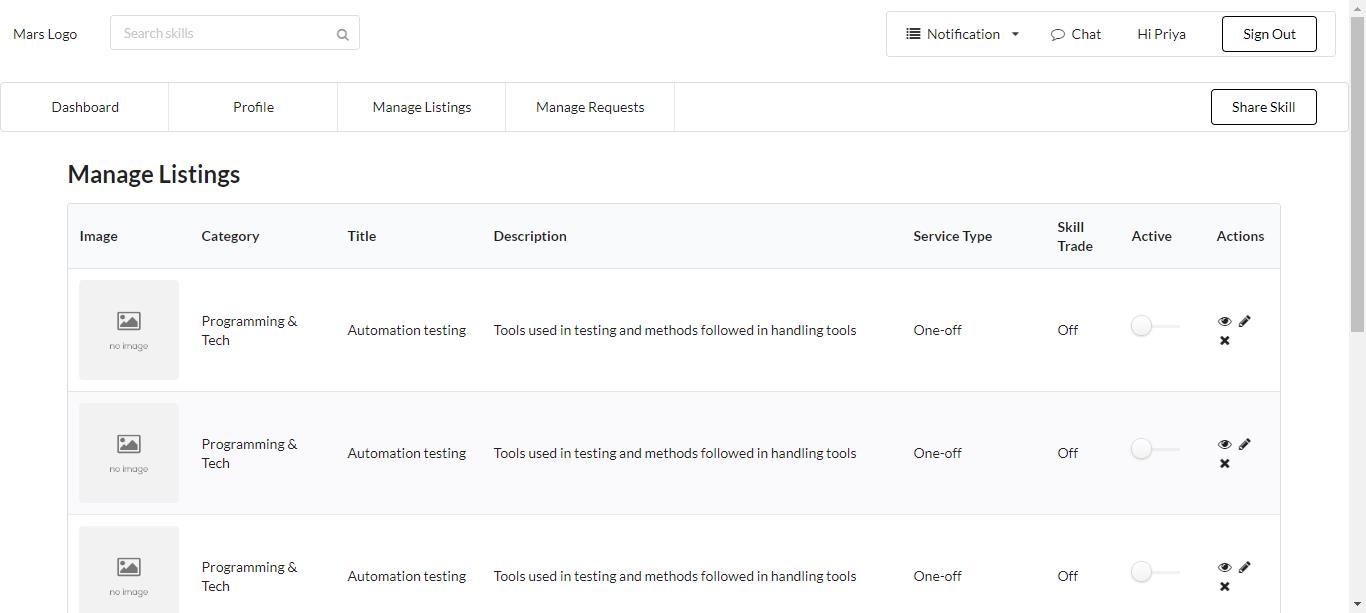 Mars Logo
Search skills
Notification
Chat
Hi Priya
Sign Out
Dashboard
Profile
Manage Listings
Manage Requests
Share Skill
Manage Listings
Image
Category
Title
Description
Service Type
Skill
Trade
Active
Actions
no image
Programming &
Tech
Automation testing
Tools used in testing and methods followed in handling tools
One-off
Off
no image
Programming &
Tech
Automation testing
Tools used in testing and methods followed in handling tools
One-off
Off
no image
Programming &
Tech
Automation testing
Tools used in testing and methods followed in handling tools
One-off
Off